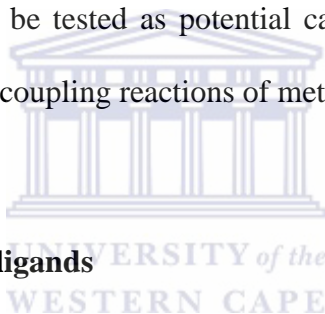 be tested as potential ca
coupling reactions of met
ligands
UNIVERSITY of the
WESTERN CAPE